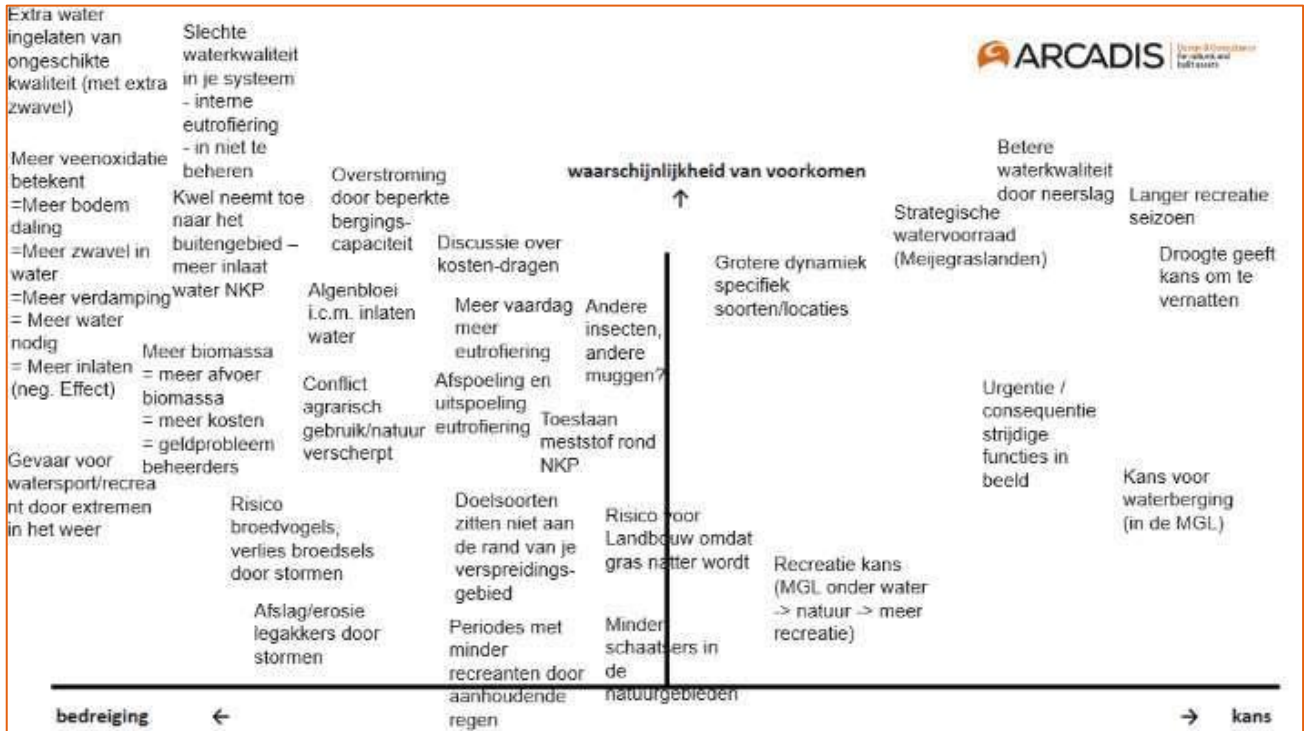 Extra water
ingelaten van
ongeschikte
kwaliteit (met extra
zwavel)
Slechte
waterkwaliteit
in je systeem
- interne
eutrofiëring
- in niet te
beheren
ARCADIS
Meer veenoxidatie
betekent
=Meer bodem
daling
=Meer zwavel in
water
=Meer verdamping
= Meer water
nodig
= Meer inlaten
(neg. Effect)
Kwel neemt toe
naar het
buitengebied –
meer inlaat
water NKP
Overstroming
door beperkte
bergings-
capaciteit
waarschijnlijkheid van voorkomen
↑
Betere
waterkwaliteit
door neerslag
Langer recreatie
seizoen
Strategische
watervoorraad
(Meijegraslanden)
Droogte geeft
kans om te
vernatten
Discussie over
kosten-dragen
Grotere dynamiek
specifiek
soorten/locaties
Algenbloei
i.c.m. inlaten
water
Meer vaardag
meer
eutrofiering
Andere
insecten,
andere
muggen?
Meer biomassa
= meer afvoer
biomassa
= meer kosten
= geldprobleem
beheerders
Conflict
agrarisch
gebruik/natuur
verscherpt
Afspoeling en
uitspoeling
eutrofiering
Toestaan
meststof rond
NKP
Urgentie /
consequentie
strijdige
functies in
beeld
Gevaar voor
watersport/recrea
nt door extremen
in het weer
Kans voor
waterberging
(in de MGL)
Risico
broedvogels,
verlies broedsels
door stormen
Doelsoorten
zitten niet aan
de rand van je
verspreidings-
gebied
Risico voor
Landbouw omdat
gras natter wordt
Recreatie kans
(MGL onder water
-> natuur -> meer
recreatie)
Afslag/erosie
legakkers door
stormen
Periodes met
minder
recreanten door
aanhoudende
regen
Minder
schaatsers in
de
natuurgebieden
bedreiging ←
→ kans